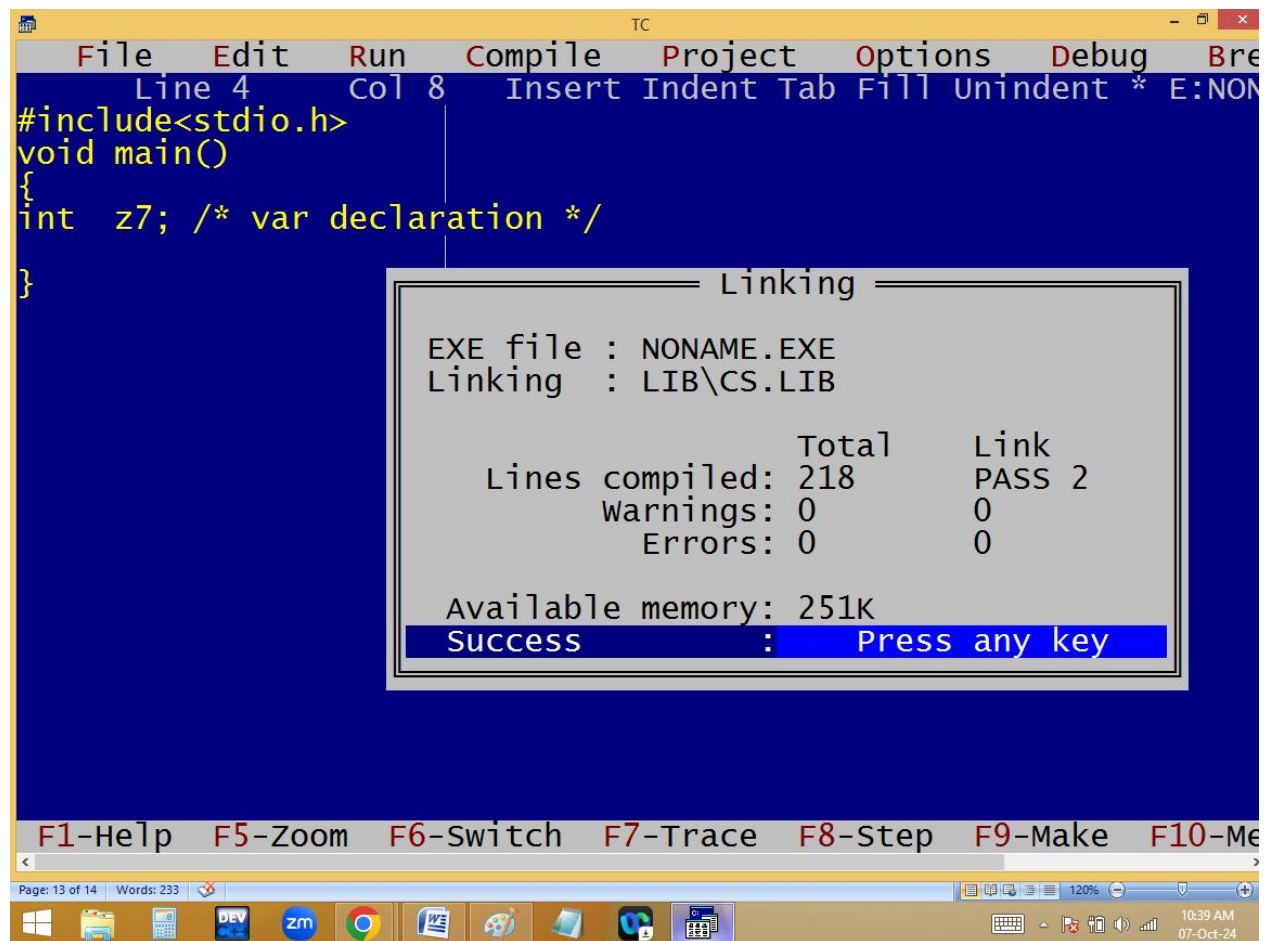 TC
File Edit Run Compile Project Options Debug Bre
Line 4 Col 8 Insert Indent Tab Fill Unindent * E:NON
#include<stdio.h>
void main()
{
int  z7; /* var declaration */
}
Linking
EXE file : NONAME.EXE
Linking  : LIB\CS.LIB
Total Link
Lines compiled: 218 PASS 2
Warnings: 0 0
Errors: 0 0
Available memory: 251K
Success : Press any key
F1-Help F5-Zoom F6-Switch F7-Trace F8-Step F9-Make F10-Me
Page: 13 of 14 Words: 233 120%
DEV zm W
10:39 AM
07-Oct-24